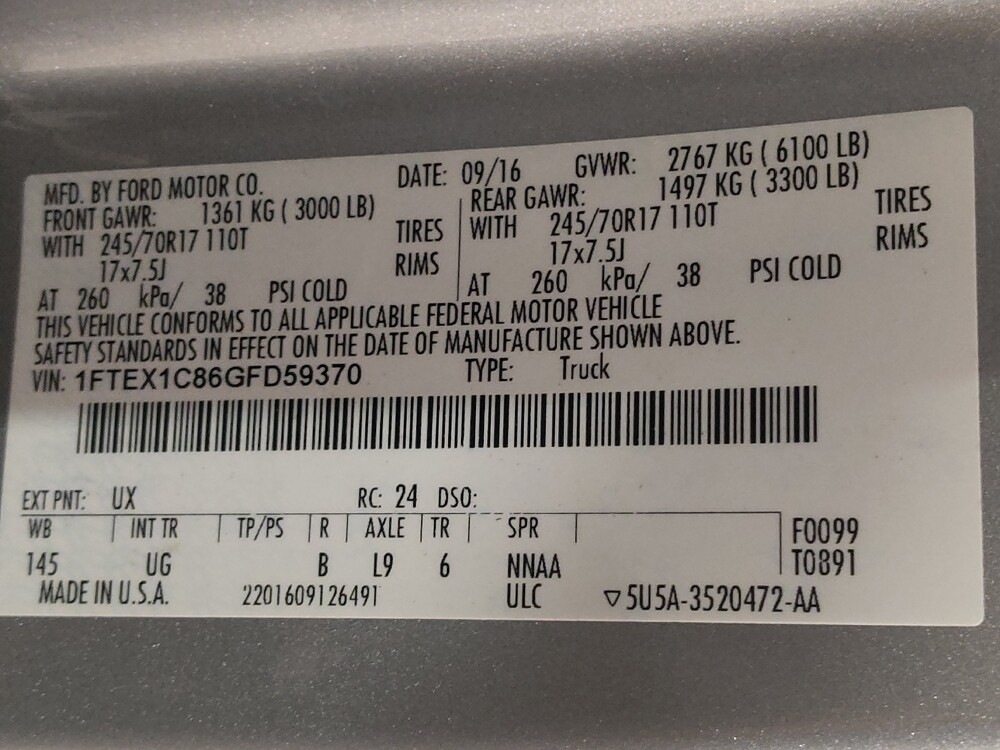 MFD. BY FORD MOTOR CO. DATE: 09/16 GVWR: 2767 KG ( 6100 LB)
FRONT GAWR: 1361 KG ( 3000 LB) REAR GAWR: 1497 KG ( 3300 LB)
WITH 245/70R17 110T TIRES WITH 245/70R17 110T TIRES
17x7.5J RIMS 17x7.5J RIMS
AT 260 kPa/ 38 PSI COLD AT 260 kPa/ 38 PSI COLD
THIS VEHICLE CONFORMS TO ALL APPLICABLE FEDERAL MOTOR VEHICLE
SAFETY STANDARDS IN EFFECT ON THE DATE OF MANUFACTURE SHOWN ABOVE.
VIN: 1FTEX1C86GFD59370 TYPE: Truck
EXT PNT: UX RC: 24 DSO:
WB INT TR TP/PS R AXLE TR SPR F0099
145 UG B L9 6 NNAA T0891
MADE IN U.S.A. 2201609126491 ULC ▽5U5A-3520472-AA